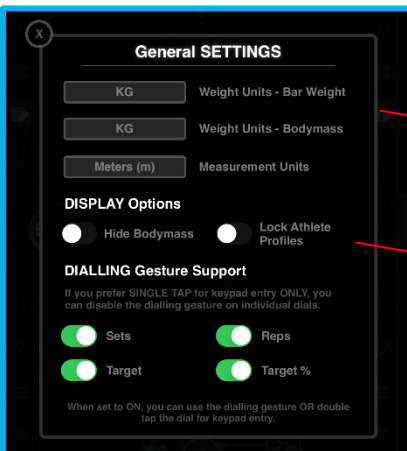 X
General SETTINGS
KG Weight Units - Bar Weight
KG Weight Units - Bodymass
Meters (m) Measurement Units
DISPLAY Options
Hide Bodymass Lock Athlete
Profiles
DIALLING Gesture Support
If you prefer SINGLE TAP for keypad entry ONLY, you
can disable the dialling gesture on individual dials.
Sets Reps
Target Target %
When set to ON, you can use the dialling gesture OR double
tap the dial for keypad entry.